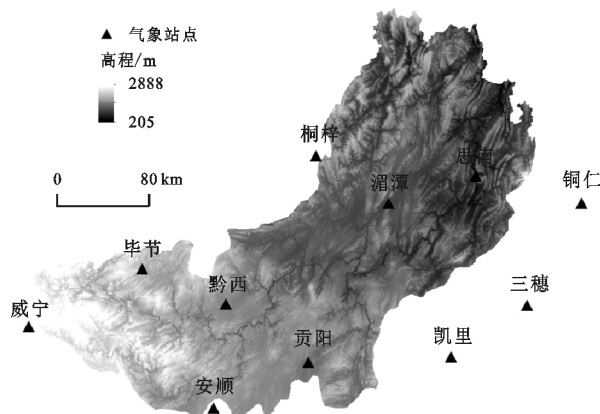 气象站点
高程/m
2888
205
0 80 km
桐梓
思南
湄潭
铜仁
毕节
黔西
三穗
威宁
贡阳
凯里
安顺